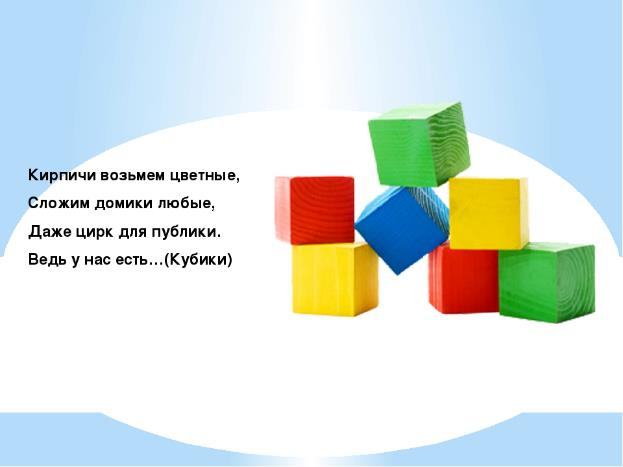 Кирпичи возьмем цветные,
Сложим домики любые,
Даже цирк для публики.
Ведь у нас есть…(Кубики)